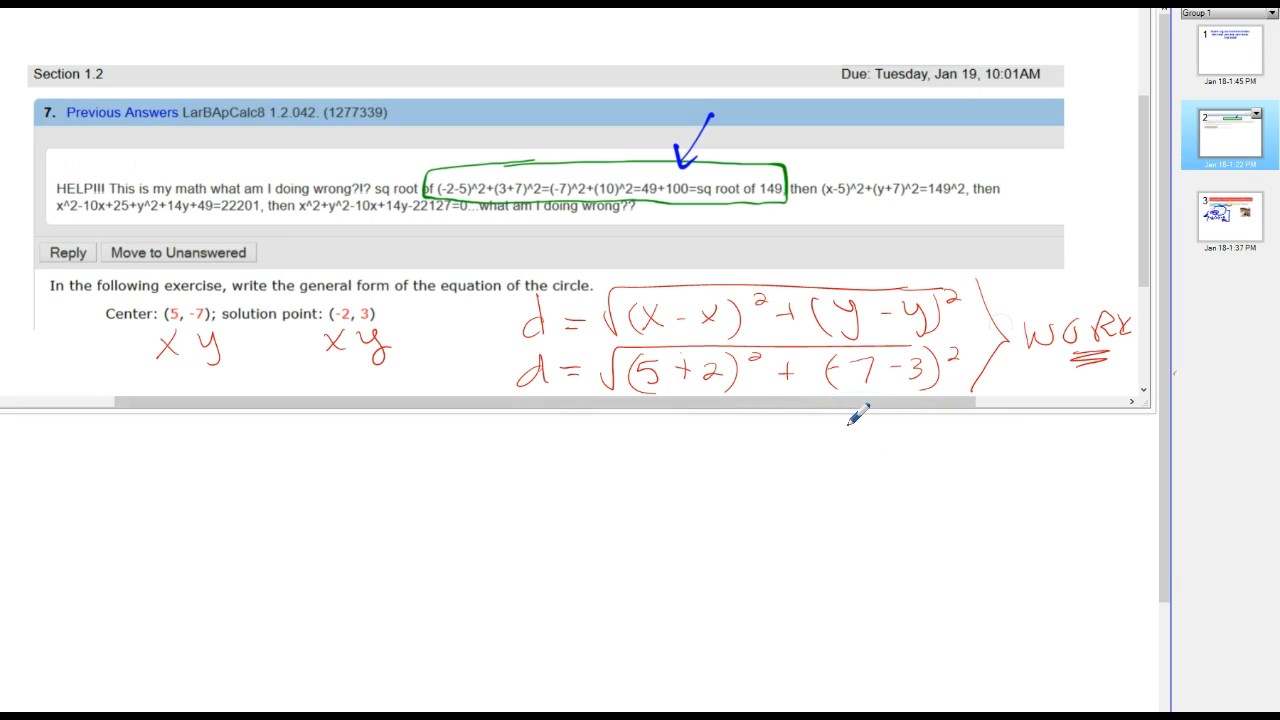 Group 1
Section 1.2
Due: Tuesday, Jan 19, 10:01AM
7. Previous Answers LarBApCalc8 1.2.042. (1277339)
HELP!!! This is my math what am I doing wrong?!? sq root of (-2-5)^2+(3+7)^2=(-7)^2+(10)^2=49+100=sq root of 149, then (x-5)^2+(y+7)^2=149^2, then
x^2-10x+25+y^2+14y+49=22201, then x^2+y^2-10x+14y-22127=0...what am I doing wrong??
Reply
Move to Unanswered
In the following exercise, write the general form of the equation of the circle.
Center: (5, -7); solution point: (-2, 3)
x y x y
d = √(x - x)² + (y - y)²
d = √(5 + 2)² + (-7 - 3)²
WORK
1
Jan 18-1:45 PM
2
Jan 18-1:22 PM
3
Jan 18-1:37 PM